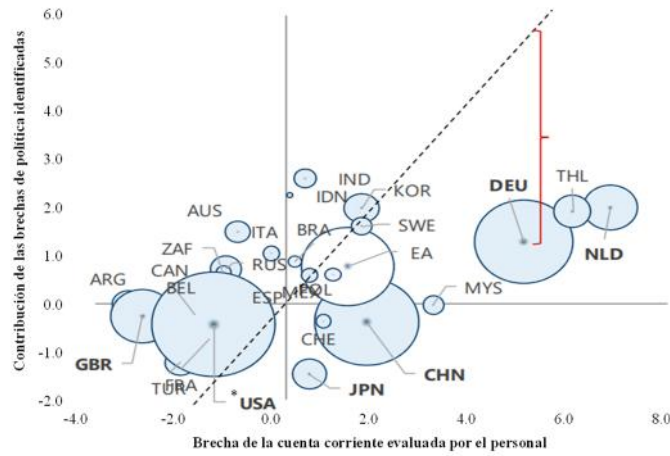 Contribución de las brechas de política identificadas
6.0
5.0
4.0
3.0
2.0
1.0
0.0
-1.0
-2.0
-4.0
-2.0
0.0
2.0
4.0
6.0
8.0
IND
IDN
KOR
DEU
THL
AUS
ITA
BRA
SWE
NLD
ZAF
RUS
EA
CAN
ARG
BEL
ESP
MEX
POL
MYS
CHE
GBR
CHN
TUR
FRA
JPN
*USA
Brecha de la cuenta corriente evaluada por el personal